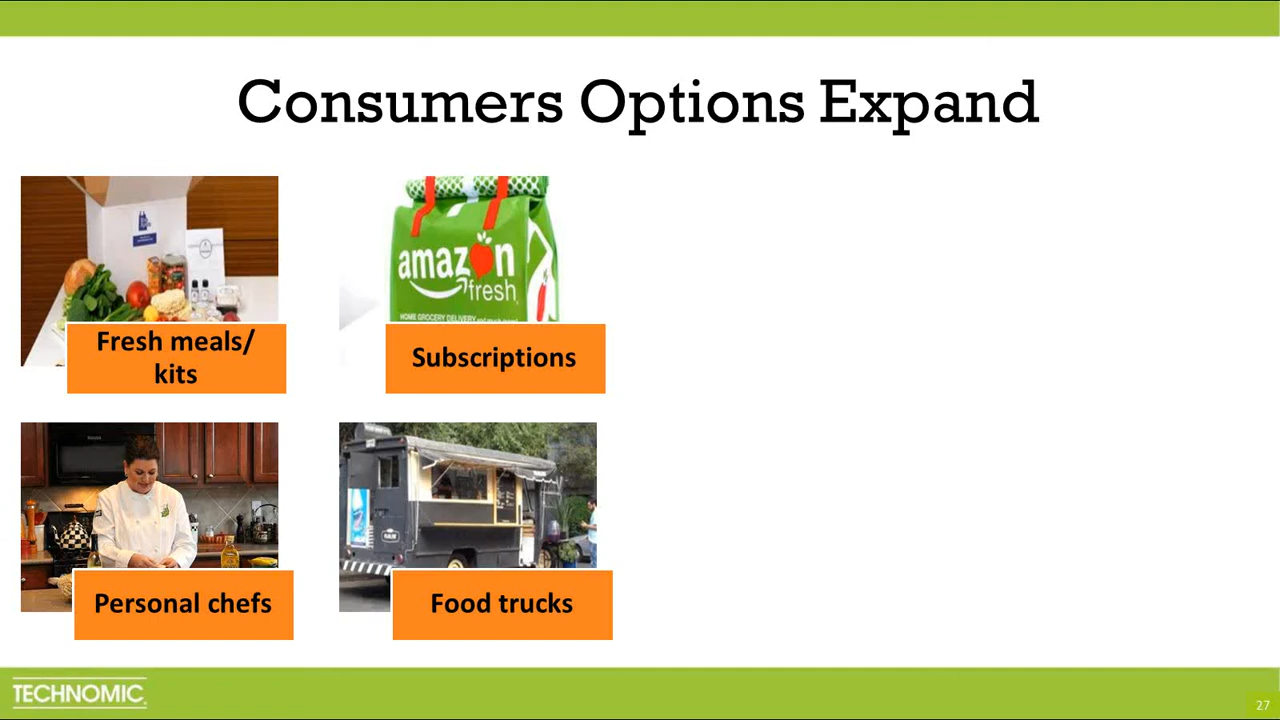 Consumers Options Expand
amazon
fresh
HOME GROCERY DELIVERY
Fresh meals/
kits
Subscriptions
Personal chefs
Food trucks
TECHNOMIC
27